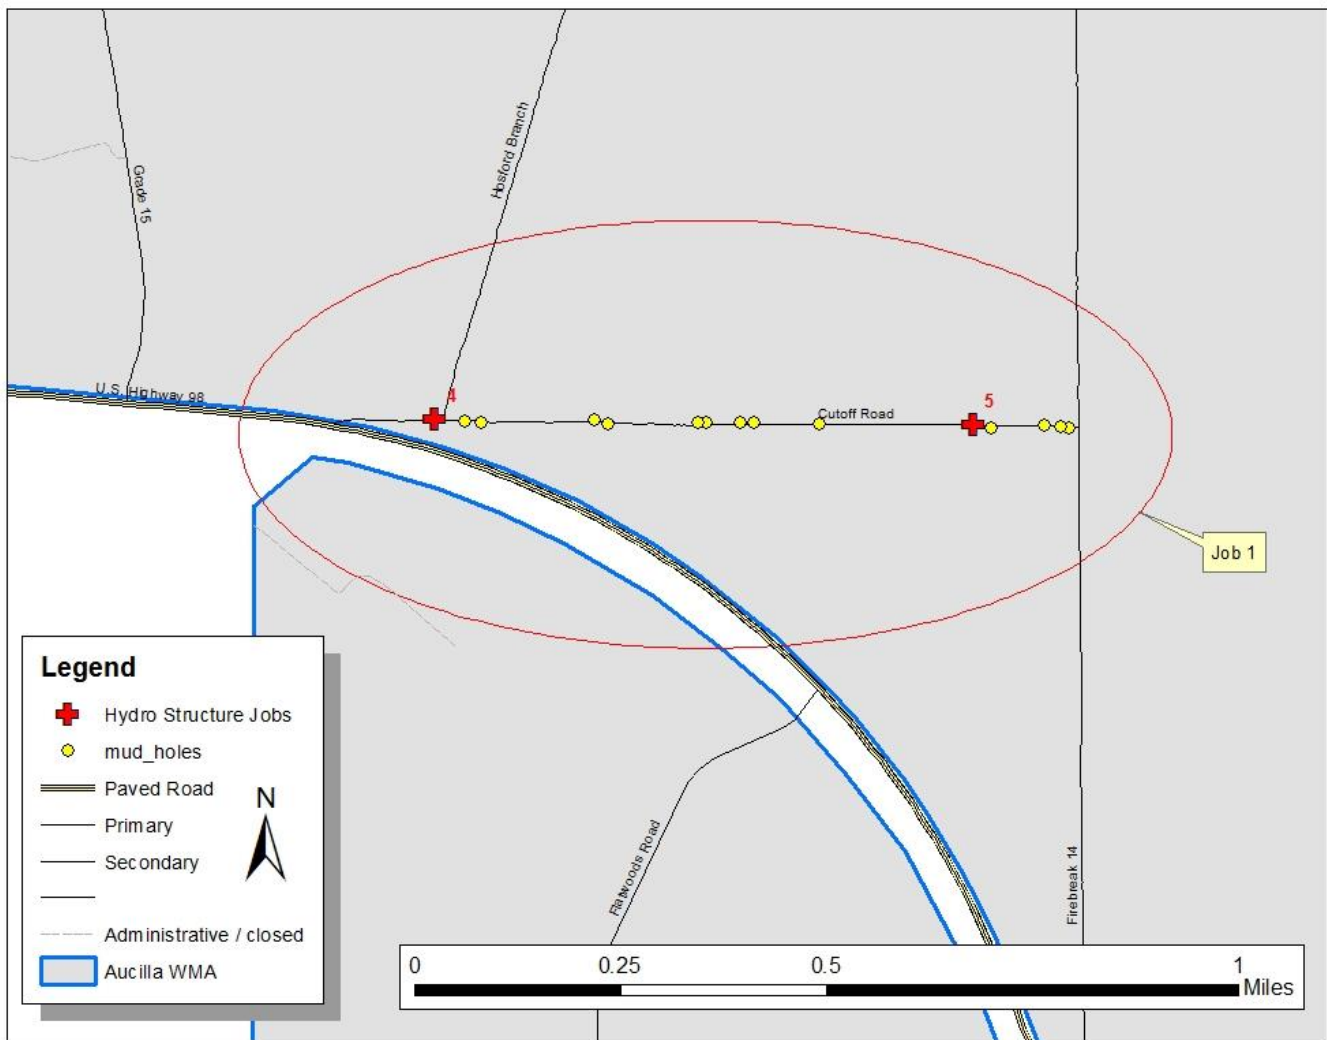 Hosford Branch
Grade 15
U.S. Highway 98
4
Cutoff Road
5
Job 1
Flatwoods Road
Firebreak 14
Legend
Hydro Structure Jobs
mud_holes
Paved Road
N
Primary
Secondary
Administrative / closed
Aucilla WMA
0 0.25 0.5 1
Miles